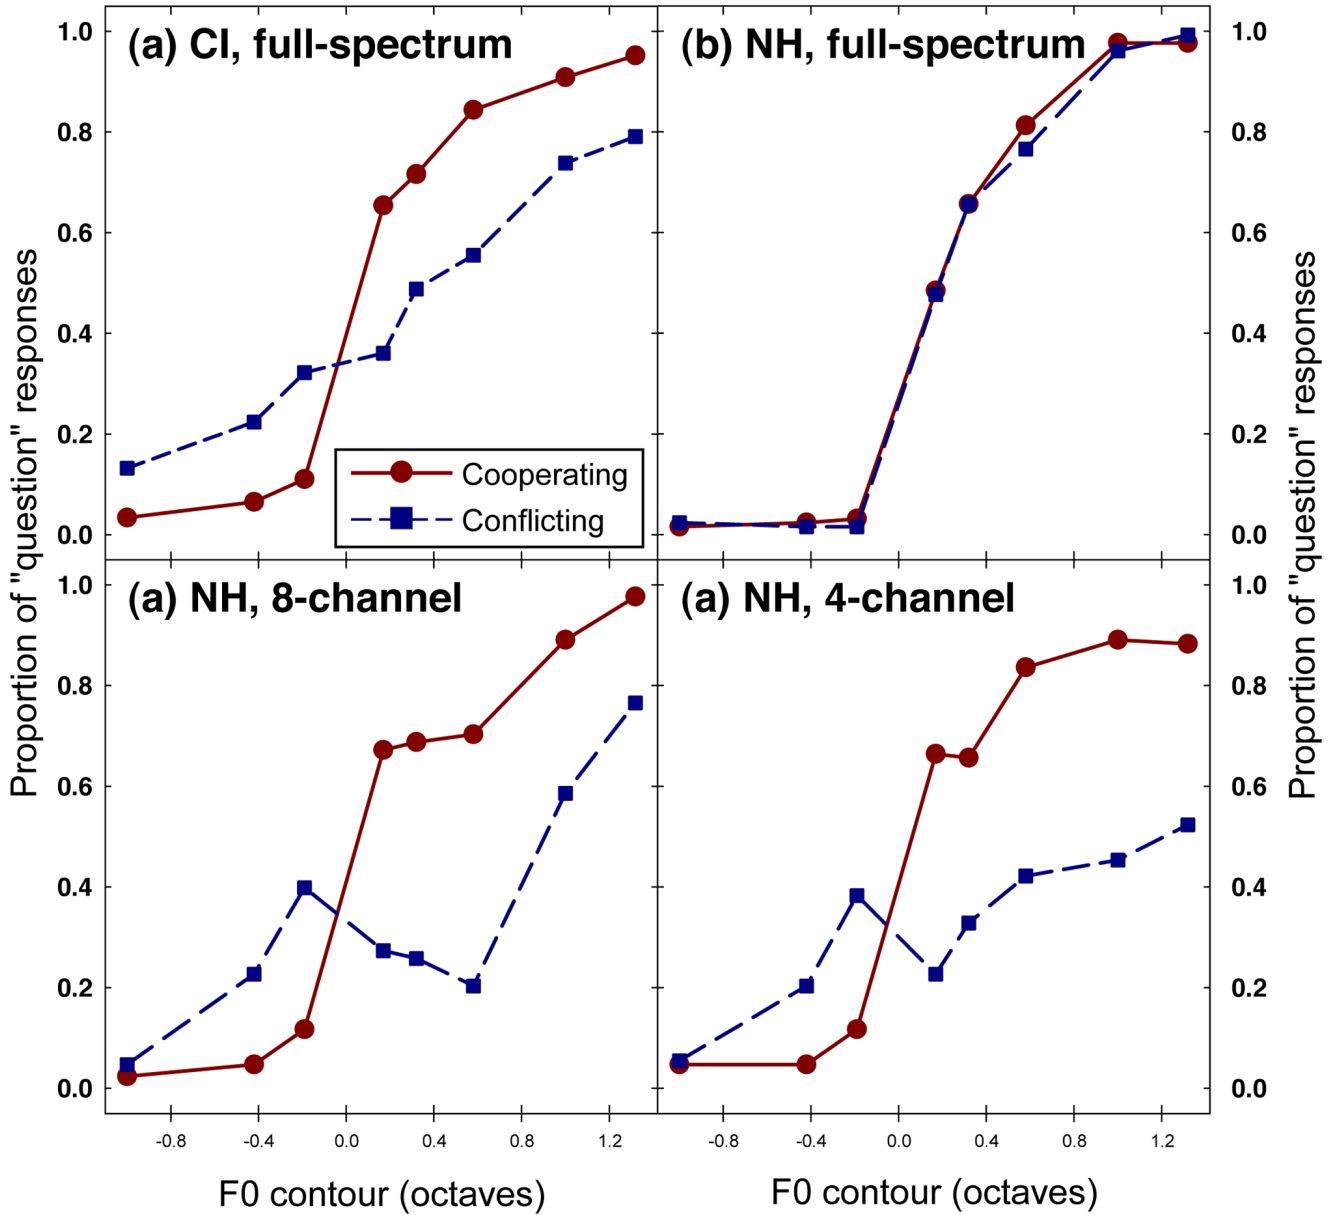 (a) CI, full-spectrum
(b) NH, full-spectrum
1.0
0.8
0.6
0.4
0.2
0.0
1.0
0.8
0.6
0.4
0.2
0.0
Cooperating
Conflicting
(a) NH, 8-channel
(a) NH, 4-channel
1.0
0.8
0.6
0.4
0.2
0.0
1.0
0.8
0.6
0.4
0.2
0.0
Proportion of "question" responses
Proportion of "question" responses
-0.8 -0.4 0.0 0.4 0.8 1.2
-0.8 -0.4 0.0 0.4 0.8 1.2
F0 contour (octaves)
F0 contour (octaves)